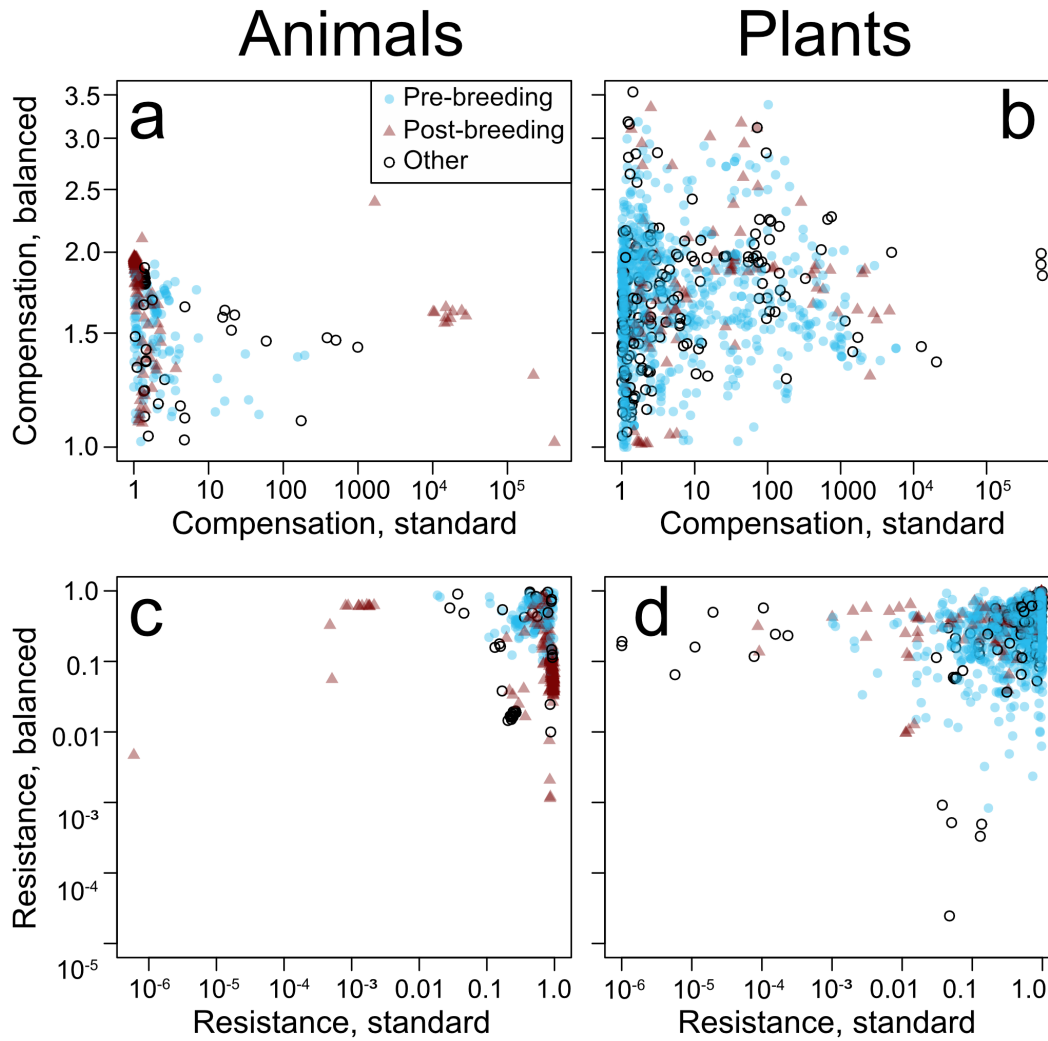 Animals Plants
Compensation, balanced
3.5
3.0
2.5
2.0
1.5
1.0
a
Pre-breeding
Post-breeding
Other
b
1 10 100 1000 10⁴ 10⁵
1 10 100 1000 10⁴ 10⁵
Compensation, standard Compensation, standard
Resistance, balanced
1.0
0.1
0.01
10⁻³
10⁻⁴
10⁻⁵
c
d
10⁻⁶ 10⁻⁵ 10⁻⁴ 10⁻³ 0.01 0.1 1.0
10⁻⁶ 10⁻⁵ 10⁻⁴ 10⁻³ 0.01 0.1 1.0
Resistance, standard Resistance, standard